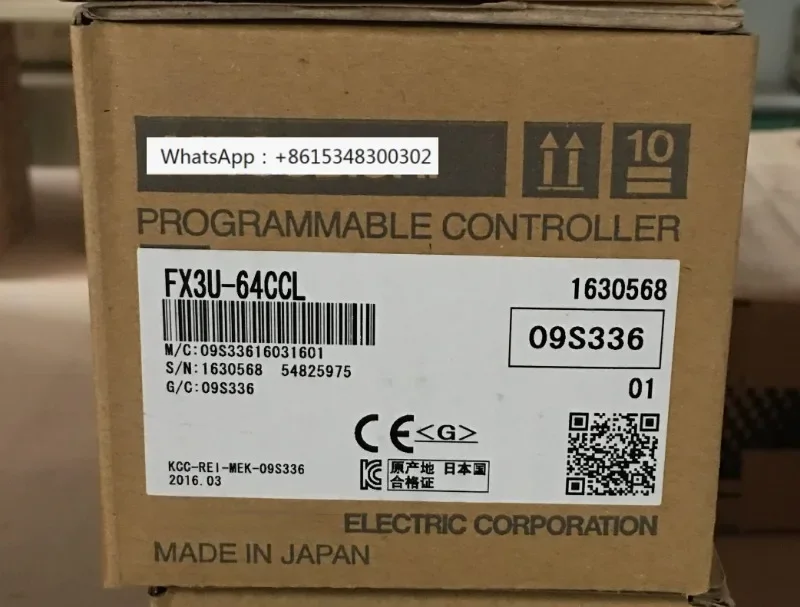 WhatsApp：+8615348300302
10
PROGRAMMABLE CONTROLLER
FX3U-64CCL
1630568
M/C:09S33616031601
S/N:1630568 54825975
G/C:09S336
09S336
01
CE <G>
KCC-REI-MEK-09S336
2016.03
原产地 日本国
合格证
ELECTRIC CORPORATION
MADE IN JAPAN